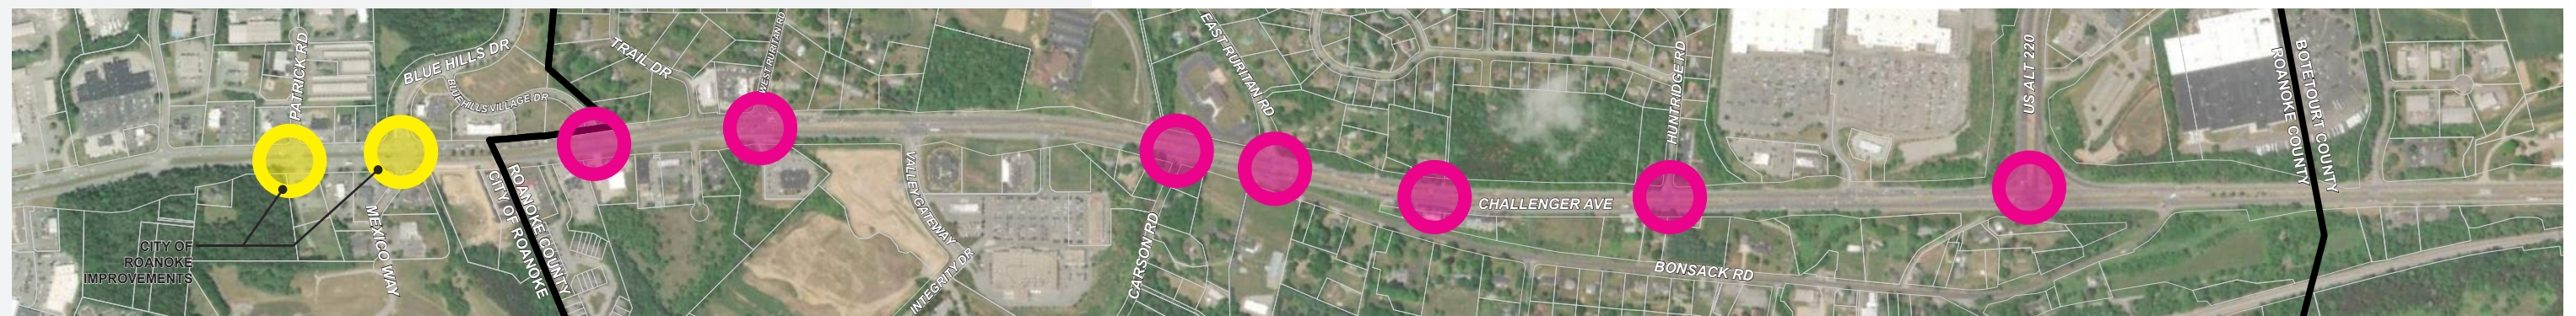 PATRICK RD
BLUE HILLS DR
BLUE HILLS VILLAGE DR
TRAIL DR
WEST RURITAN RD
EAST RURITAN RD
HUNTRIDGE RD
US ALT 220
BOTETOURT COUNTY
ROANOKE COUNTY
CITY OF
ROANOKE
IMPROVEMENTS
MEXICO WAY
ROANOKE COUNTY
CITY OF ROANOKE
VALLEY GATEWAY
INTEGRITY DR
CARSON RD
CHALLENGER AVE
BONSACK RD